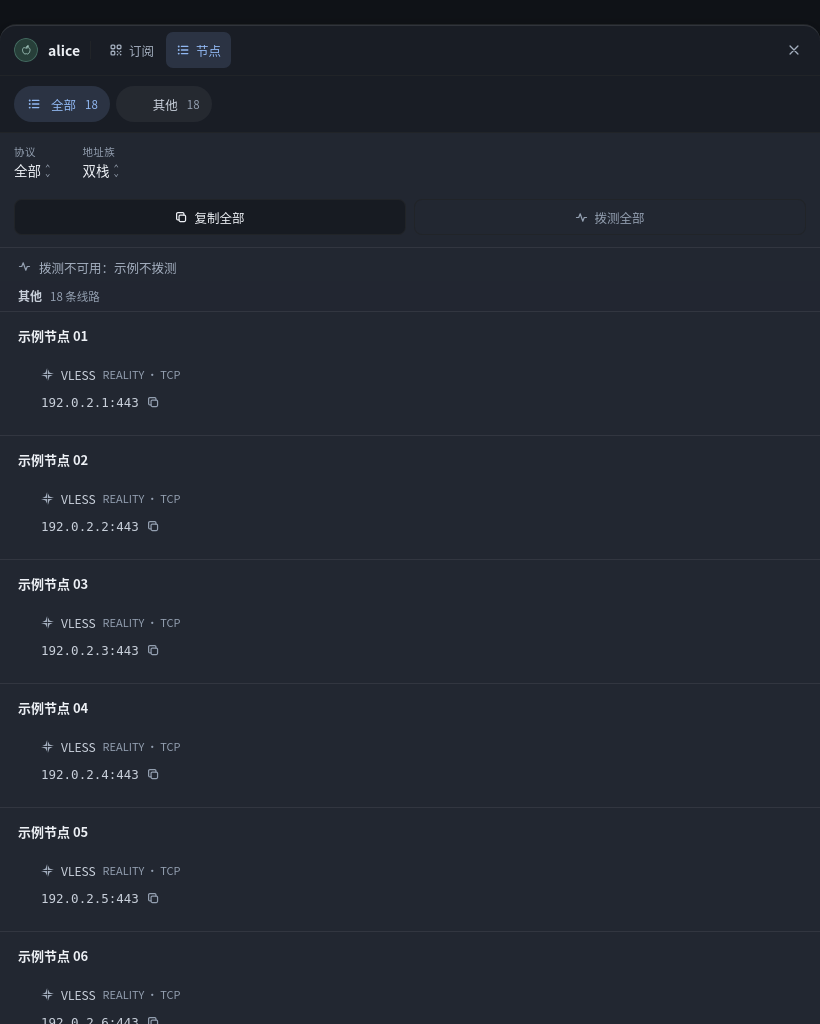 alice 订阅 节点
全部 18 其他 18
协议 地址族
全部 双栈
复制全部 拨测全部
拨测不可用：示例不拨测
其他 18 条线路
示例节点 01
VLESS REALITY • TCP
192.0.2.1:443
示例节点 02
VLESS REALITY • TCP
192.0.2.2:443
示例节点 03
VLESS REALITY • TCP
192.0.2.3:443
示例节点 04
VLESS REALITY • TCP
192.0.2.4:443
示例节点 05
VLESS REALITY • TCP
192.0.2.5:443
示例节点 06
VLESS REALITY • TCP
192.0.2.6:443